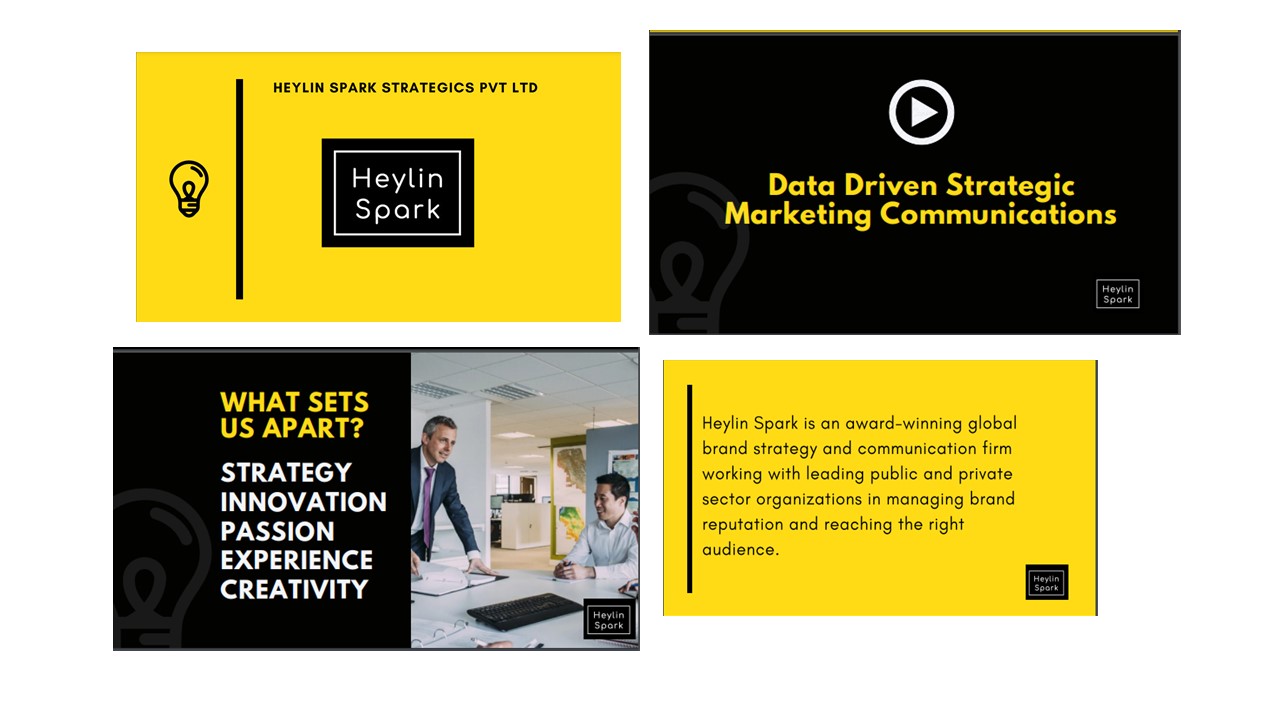 HEYLIN SPARK STRATEGICS PVT LTD
Heylin
Spark
Data Driven Strategic
Marketing Communications
Heylin
Spark
WHAT SETS
US APART?
STRATEGY
INNOVATION
PASSION
EXPERIENCE
CREATIVITY
Heylin
Spark
Heylin Spark is an award-winning global
brand strategy and communication firm
working with leading public and private
sector organizations in managing brand
reputation and reaching the right
audience.
Heylin
Spark